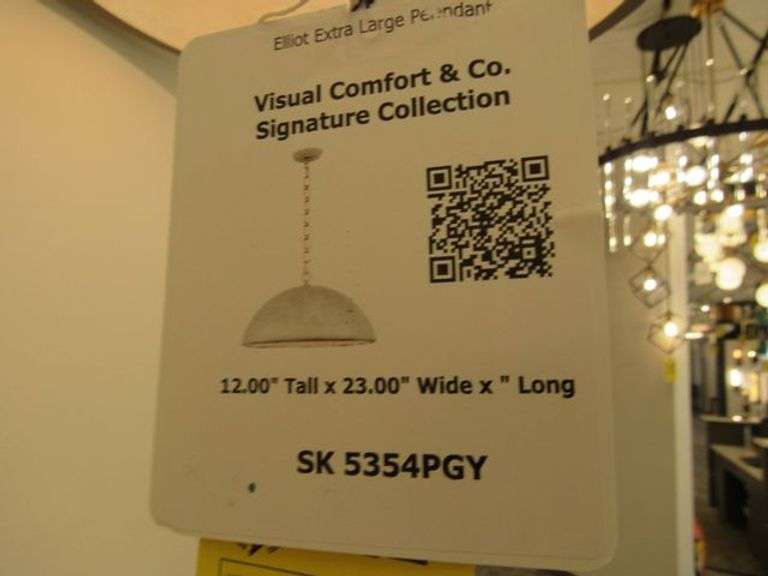 Elliot Extra Large Pendant
Visual Comfort & Co.
Signature Collection
12.00" Tall x 23.00" Wide x " Long
SK 5354PGY